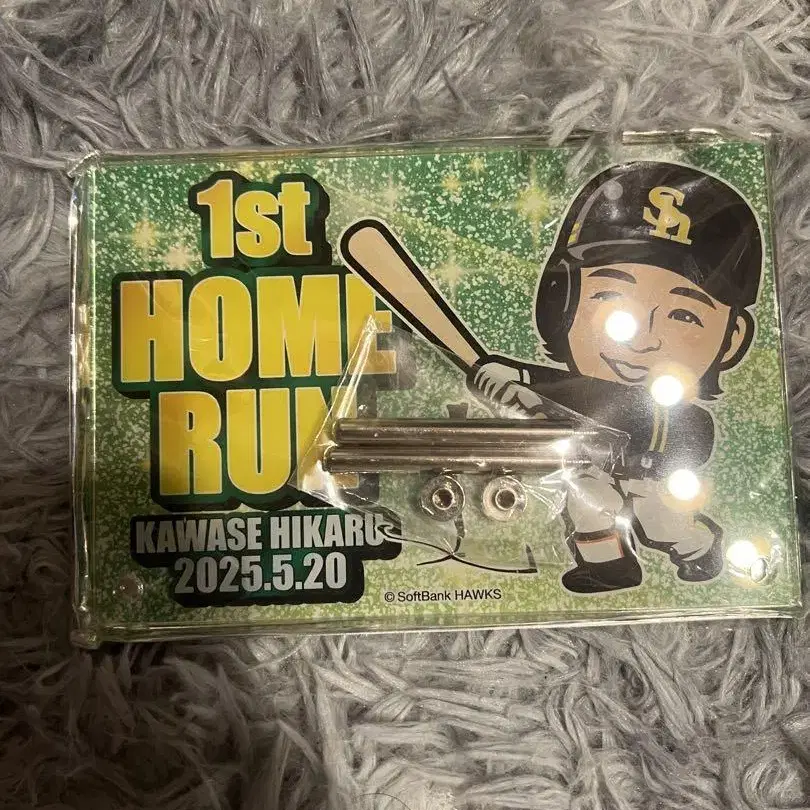 1st
HOME
RUN
KAWASE HIKARU
2025.5.20
© SoftBank HAWKS
SH